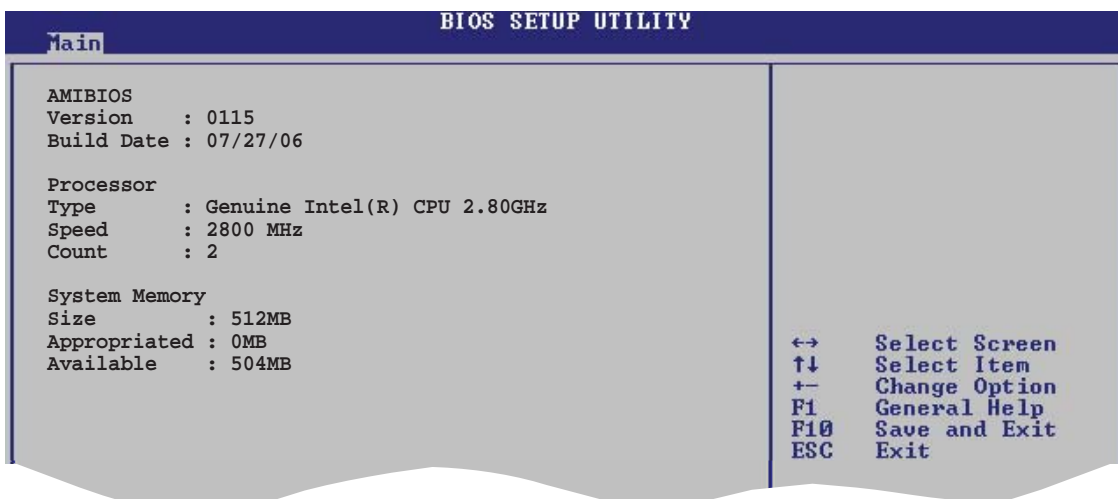 BIOS SETUP UTILITY
Main
AMIBIOS
Version : 0115
Build Date : 07/27/06
Processor
Type : Genuine Intel(R) CPU 2.80GHz
Speed : 2800 MHz
Count : 2
System Memory
Size : 512MB
Appropriated : 0MB
Available : 504MB
←→ Select Screen
↑↓ Select Item
+- Change Option
F1 General Help
F10 Save and Exit
ESC Exit